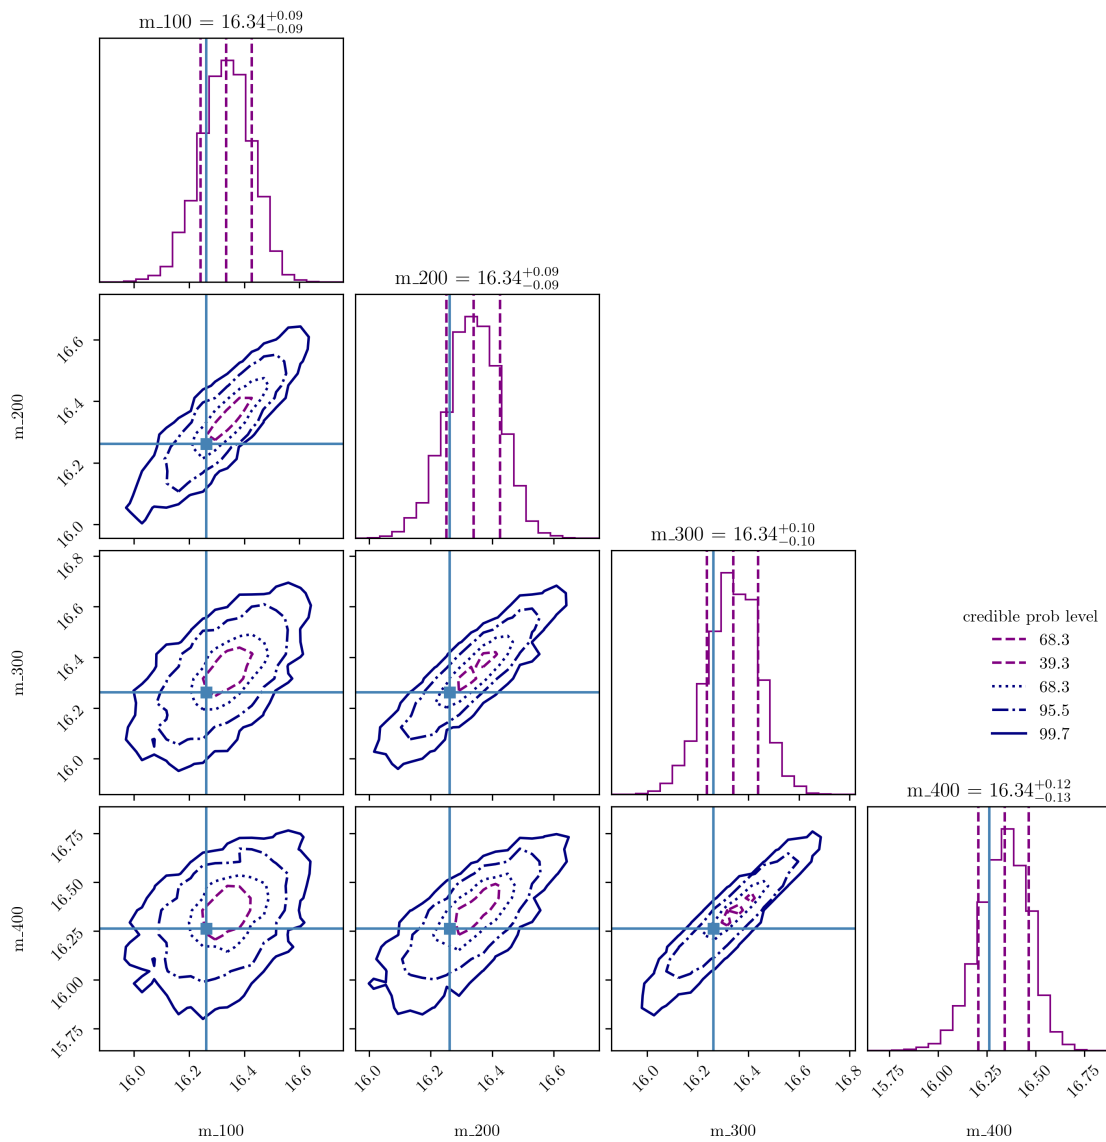 m_100 = 16.34+0.09 −0.09
m_200 = 16.34+0.09 −0.09
16.6
16.4
16.2
16.0
m_200
m_300 = 16.34+0.10 −0.10
16.8
16.6
16.4
16.2
16.0
m_300
credible prob level
68.3
39.3
68.3
95.5
99.7
m_400 = 16.34+0.12 −0.13
16.75
16.50
16.25
16.00
15.75
m_400
16.0 16.2 16.4 16.6
16.0 16.2 16.4 16.6
16.0 16.2 16.4 16.6 16.8
15.75 16.00 16.25 16.50 16.75
m_100 m_200 m_300 m_400